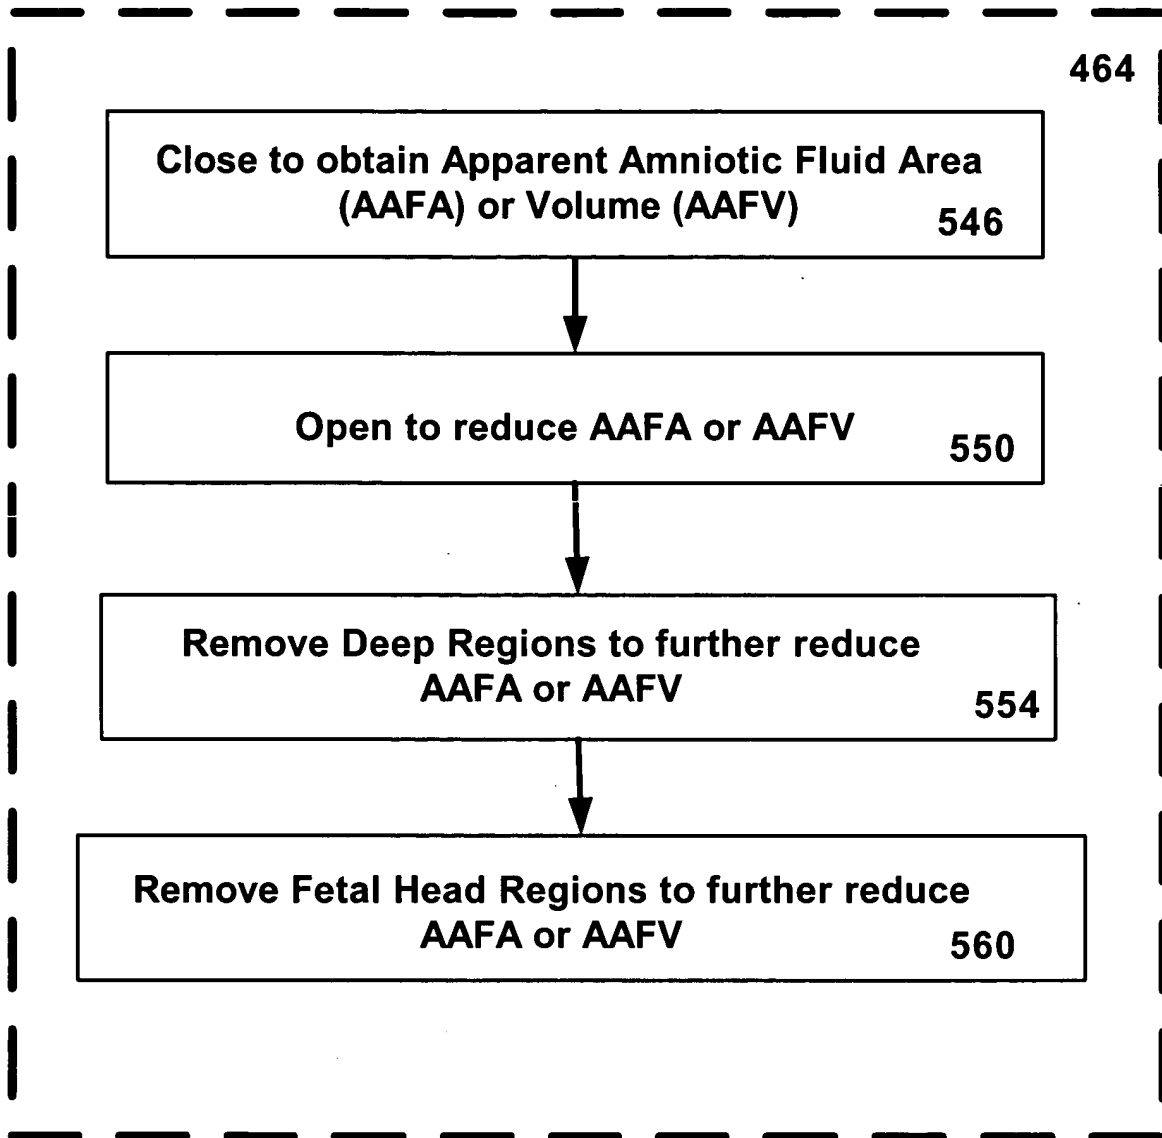 464
Close to obtain Apparent Amniotic Fluid Area
(AAFA) or Volume (AAFV)
546
Open to reduce AAFA or AAFV
550
Remove Deep Regions to further reduce
AAFA or AAFV
554
Remove Fetal Head Regions to further reduce
AAFA or AAFV
560